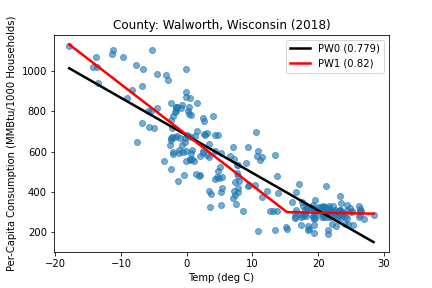 County: Walworth, Wisconsin (2018)
PW0 (0.779)
PW1 (0.82)
Per-Capita Consumption (MMBtu/1000 Households)
1000
800
600
400
200
−20 −10 0 10 20 30
Temp (deg C)